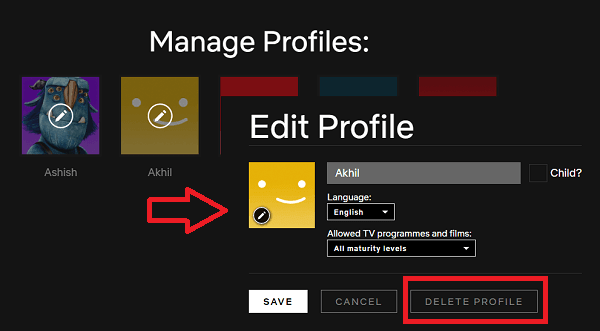 Manage Profiles:
Ashish
Akhil
Edit Profile
Akhil
Child?
Language:
English
Allowed TV programmes and films:
All maturity levels
SAVE
CANCEL
DELETE PROFILE